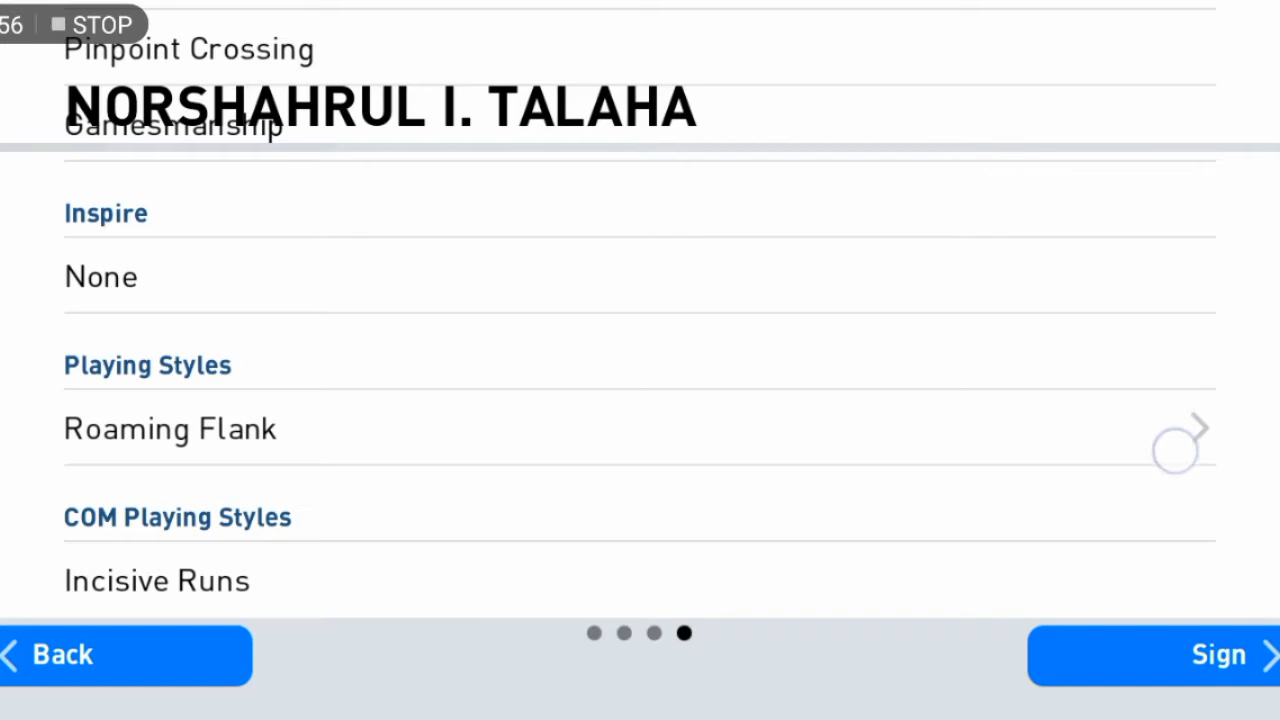 56 STOP
Pinpoint Crossing
NORSHAHRUL I. TALAHA
Gamesmanship
Inspire
None
Playing Styles
Roaming Flank
COM Playing Styles
Incisive Runs
Back
Sign